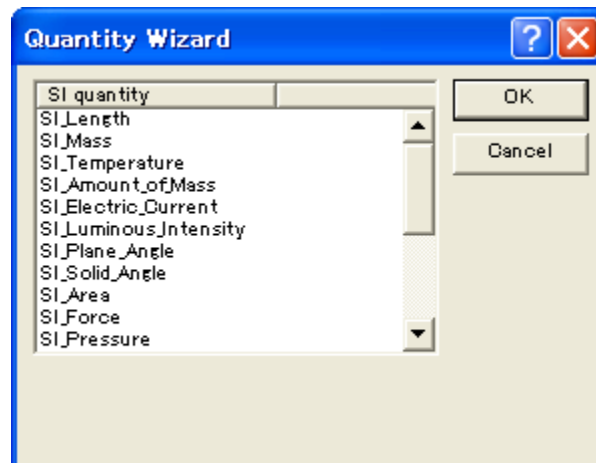 Quantity Wizard
?
SI quantity
OK
SI_Length
SI_Mass
Cancel
SI_Temperature
SI_Amount_of_Mass
SI_Electric_Current
SI_Luminous_Intensity
SI_Plane_Angle
SI_Solid_Angle
SI_Area
SI_Force
SI_Pressure